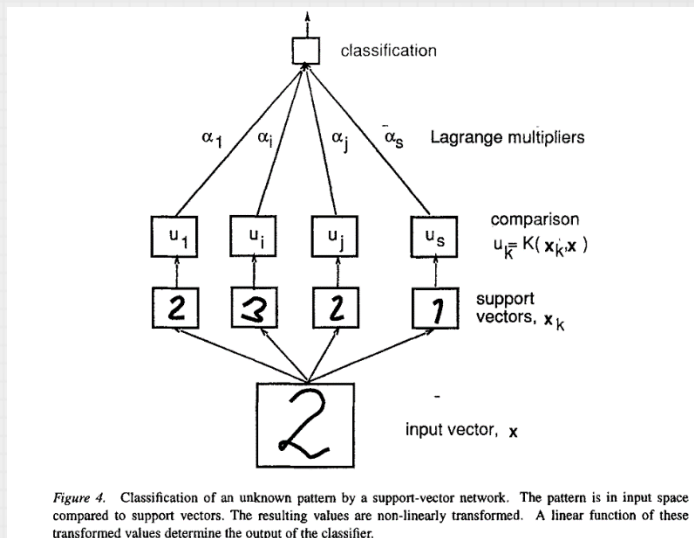 classification
α1 αi αj α̅s Lagrange multipliers
comparison
u1 ui uj us uk= K( xk,x )
2 3 2 1 support
vectors, xk
2 input vector, x
Figure 4. Classification of an unknown pattern by a support-vector network. The pattern is in input space
compared to support vectors. The resulting values are non-linearly transformed. A linear function of these
transformed values determine the output of the classifier.